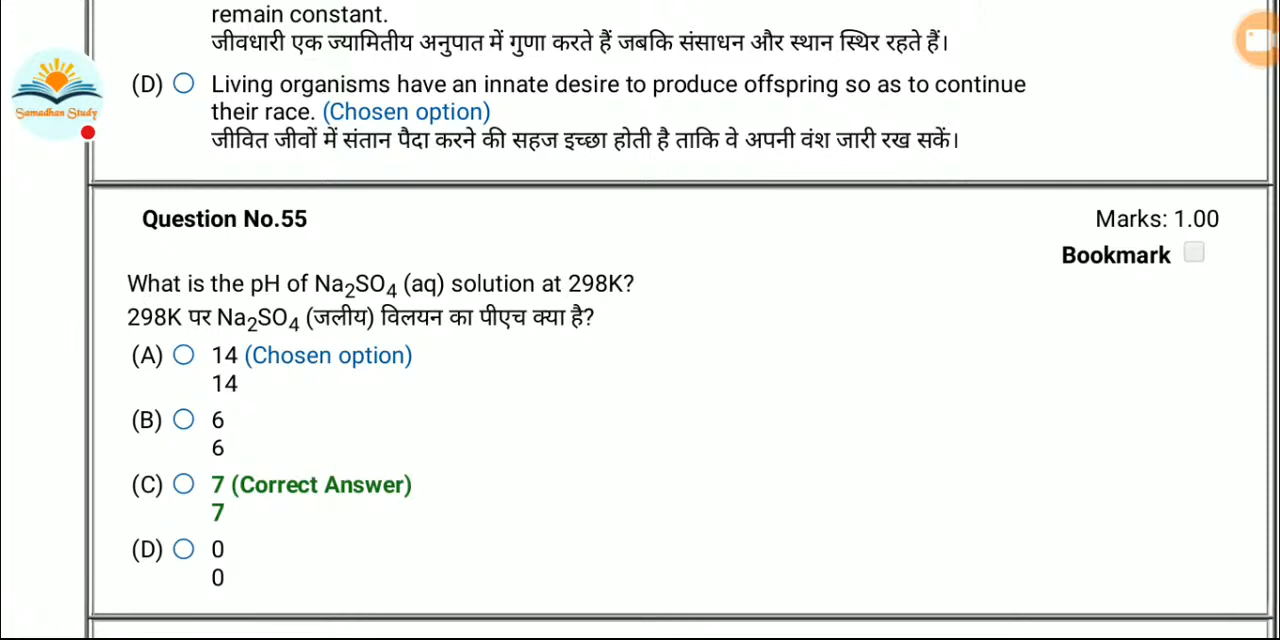 remain constant.
जीवधारी एक ज्यामितीय अनुपात में गुणा करते हैं जबकि संसाधन और स्थान स्थिर रहते हैं।
(D) Living organisms have an innate desire to produce offspring so as to continue
their race. (Chosen option)
जीवित जीवों में संतान पैदा करने की सहज इच्छा होती है ताकि वे अपनी वंश जारी रख सकें।
Samadhan Study
Question No.55 Marks: 1.00
Bookmark
What is the pH of Na₂SO₄ (aq) solution at 298K?
298K पर Na₂SO₄ (जलीय) विलयन का पीएच क्या है?
(A) 14 (Chosen option)
14
(B) 6
6
(C) 7 (Correct Answer)
7
(D) 0
0